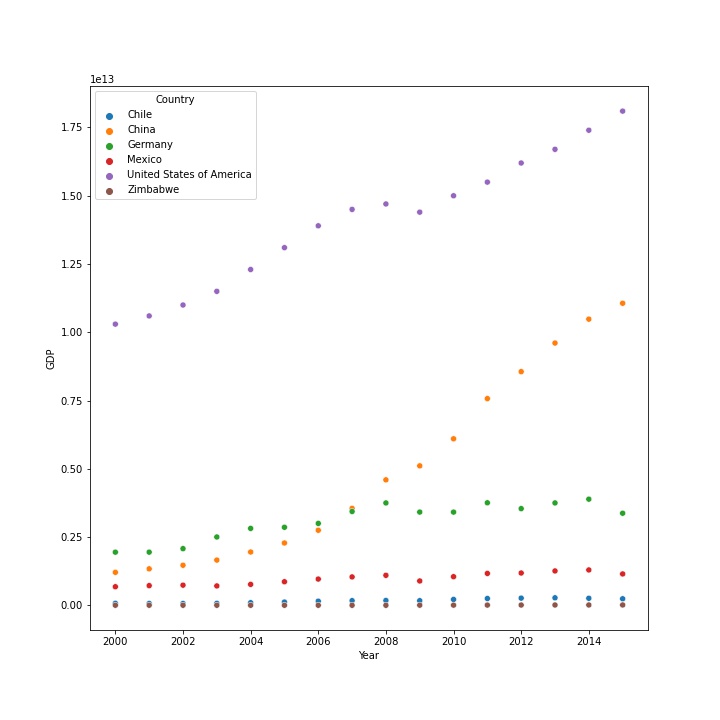 1e13
Country
Chile
China
Germany
Mexico
United States of America
Zimbabwe
1.75
1.50
1.25
1.00
0.75
0.50
0.25
0.00
GDP
2000 2002 2004 2006 2008 2010 2012 2014
Year